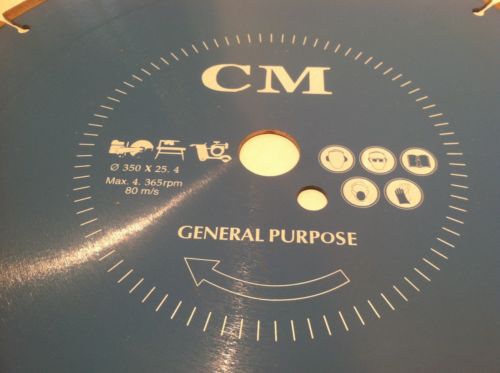 CM
Ø 350 X 25.4
Max. 4. 365rpm
80 m/s
GENERAL PURPOSE